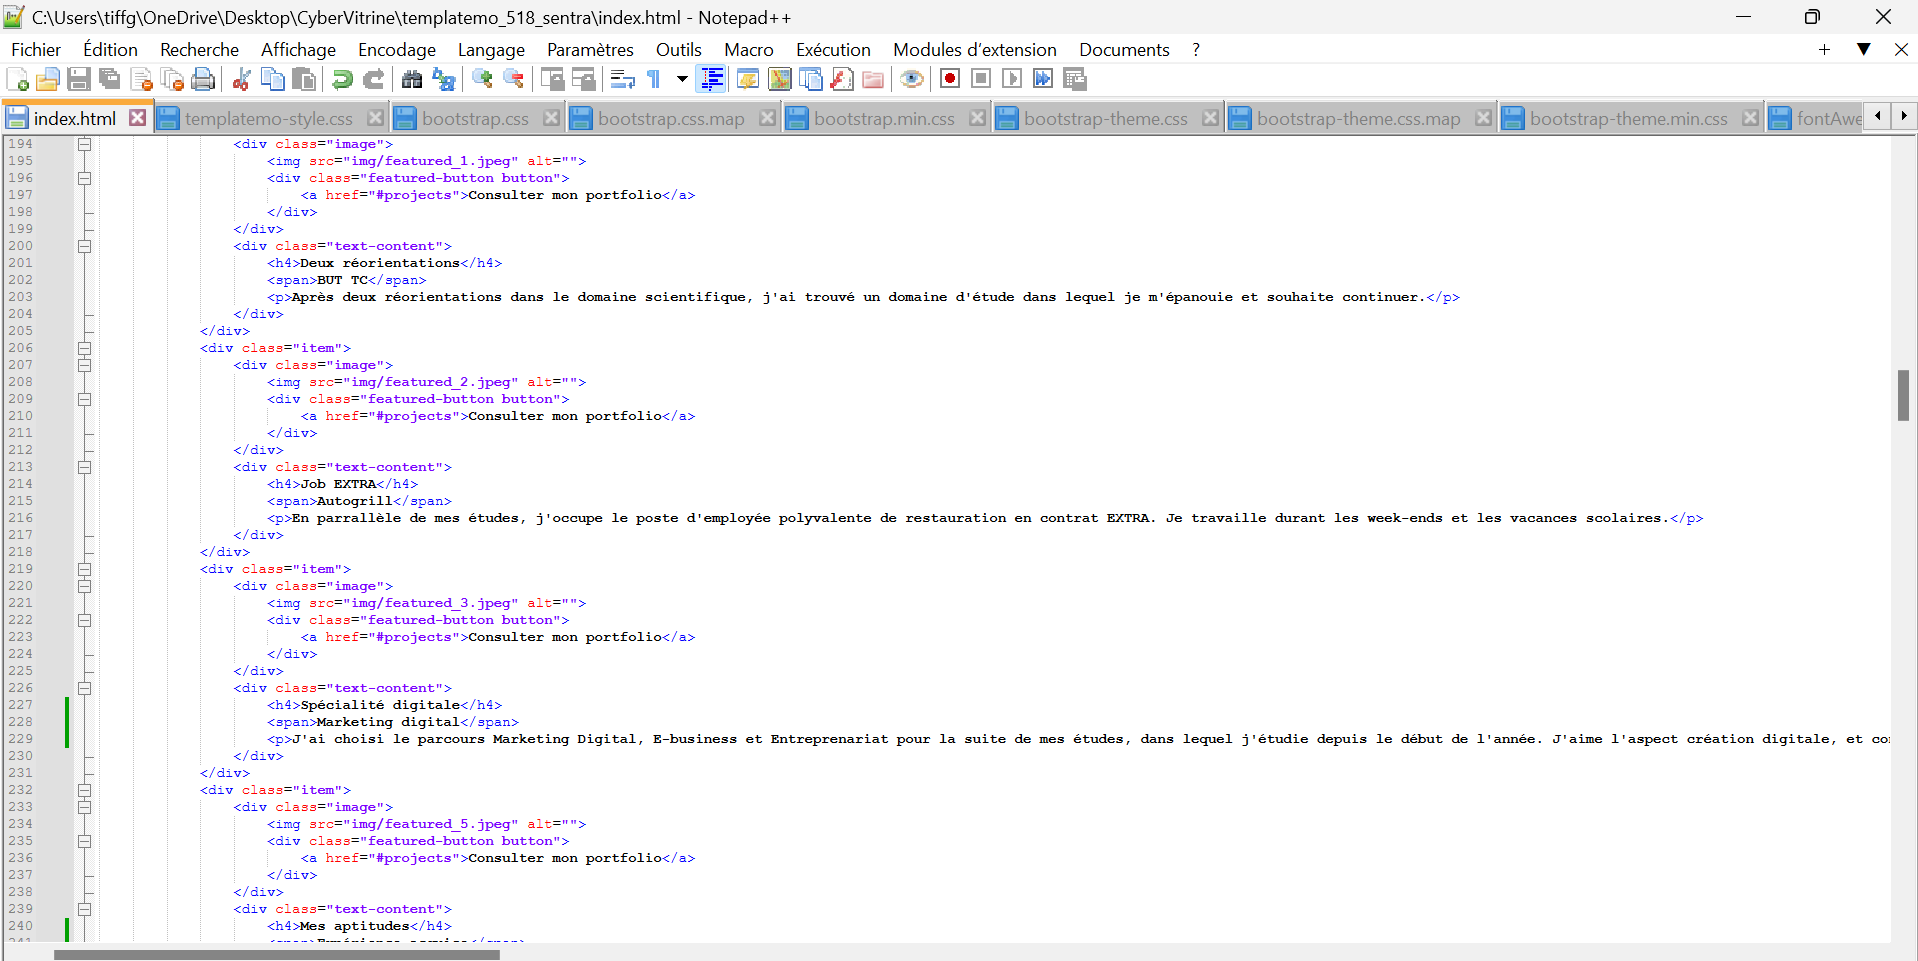 C:\Users\tiffg\OneDrive\Desktop\CyberVitrine\templatemo_518_sentra\index.html - Notepad++
Fichier Édition Recherche Affichage Encodage Langage Paramètres Outils Macro Exécution Modules d'extension Documents ?
index.html templatemo-style.css bootstrap.css bootstrap.css.map bootstrap.min.css bootstrap-theme.css bootstrap-theme.css.map bootstrap-theme.min.css fontAwe
194 <div class="image">
195 <img src="img/featured_1.jpeg" alt="">
196 <div class="featured-button button">
197 <a href="#projects">Consulter mon portfolio</a>
198 </div>
199 </div>
200 <div class="text-content">
201 <h4>Deux réorientations</h4>
202 <span>BUT TC</span>
203 <p>Après deux réorientations dans le domaine scientifique, j'ai trouvé un domaine d'étude dans lequel je m'épanouie et souhaite continuer.</p>
204 </div>
205 </div>
206 <div class="item">
207 <div class="image">
208 <img src="img/featured_2.jpeg" alt="">
209 <div class="featured-button button">
210 <a href="#projects">Consulter mon portfolio</a>
211 </div>
212 </div>
213 <div class="text-content">
214 <h4>Job EXTRA</h4>
215 <span>Autogrill</span>
216 <p>En parrallèle de mes études, j'occupe le poste d'employée polyvalente de restauration en contrat EXTRA. Je travaille durant les week-ends et les vacances scolaires.</p>
217 </div>
218 </div>
219 <div class="item">
220 <div class="image">
221 <img src="img/featured_3.jpeg" alt="">
222 <div class="featured-button button">
223 <a href="#projects">Consulter mon portfolio</a>
224 </div>
225 </div>
226 <div class="text-content">
227 <h4>Spécialité digitale</h4>
228 <span>Marketing digital</span>
229 <p>J'ai choisi le parcours Marketing Digital, E-business et Entreprenariat pour la suite de mes études, dans lequel j'étudie depuis le début de l'année. J'aime l'aspect création digitale, et co
230 </div>
231 </div>
232 <div class="item">
233 <div class="image">
234 <img src="img/featured_5.jpeg" alt="">
235 <div class="featured-button button">
236 <a href="#projects">Consulter mon portfolio</a>
237 </div>
238 </div>
239 <div class="text-content">
240 <h4>Mes aptitudes</h4>